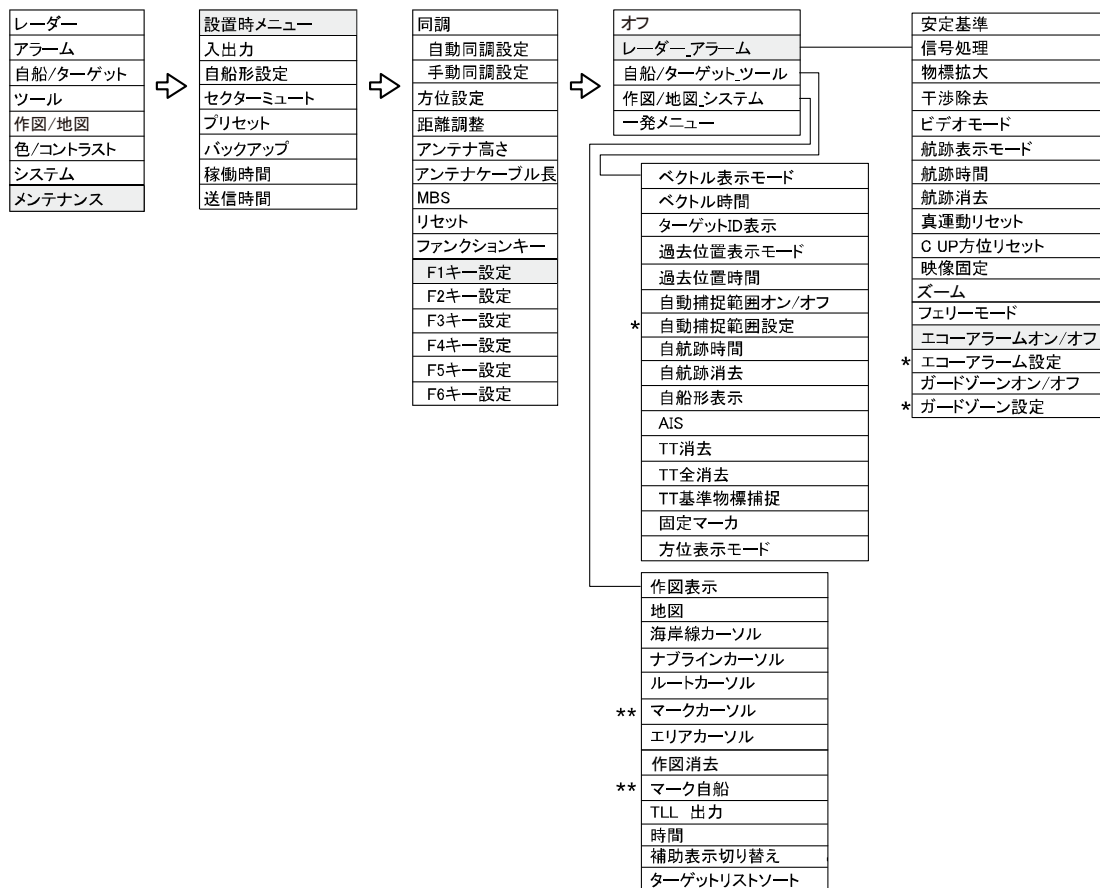 レーダー
アラーム
自船/ターゲット
ツール
作図/地図
色/コントラスト
システム
メンテナンス
設置時メニュー
入出力
自船形設定
セクターミュート
プリセット
バックアップ
稼働時間
送信時間
同調
自動同調設定
手動同調設定
方位設定
距離調整
アンテナ高さ
アンテナケーブル長
MBS
リセット
ファンクションキー
F1キー設定
F2キー設定
F3キー設定
F4キー設定
F5キー設定
F6キー設定
オフ
レーダー_アラーム
自船/ターゲット_ツール
作図/地図_システム
一発メニュー
ベクトル表示モード
ベクトル時間
ターゲットID表示
過去位置表示モード
過去位置時間
自動捕捉範囲オン/オフ
* 自動捕捉範囲設定
自航跡時間
自航跡消去
自船形表示
AIS
TT消去
TT全消去
TT基準物標捕捉
固定マーカ
方位表示モード
作図表示
地図
海岸線カーソル
ナブラインカーソル
ルートカーソル
** マークカーソル
エリアカーソル
作図消去
** マーク自船
TLL 出力
時間
補助表示切り替え
ターゲットリストソート
安定基準
信号処理
物標拡大
干渉除去
ビデオモード
航跡表示モード
航跡時間
航跡消去
真運動リセット
C UP方位リセット
映像固定
ズーム
フェリーモード
エコーアラームオン/オフ
* エコーアラーム設定
ガードゾーンオン/オフ
* ガードゾーン設定